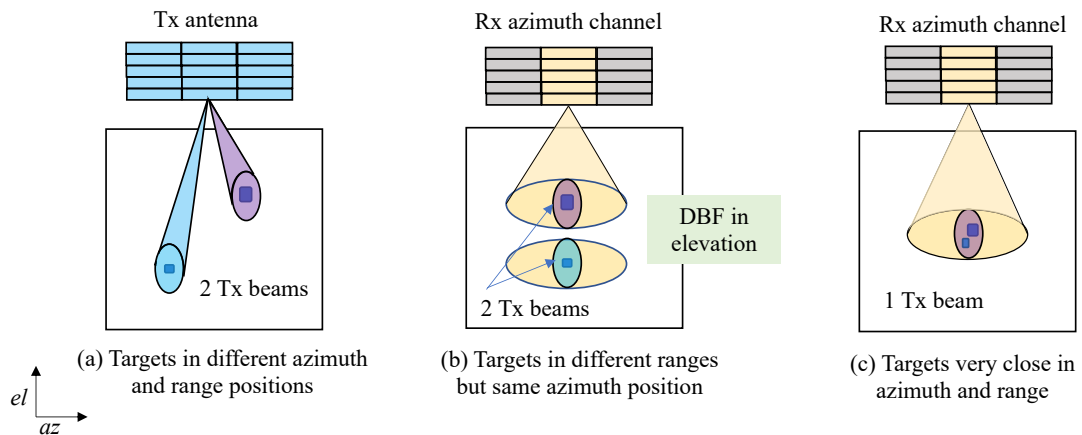 Tx antenna
2 Tx beams
(a) Targets in different azimuth
and range positions
Rx azimuth channel
DBF in
elevation
2 Tx beams
(b) Targets in different ranges
but same azimuth position
Rx azimuth channel
1 Tx beam
(c) Targets very close in
azimuth and range
el
az